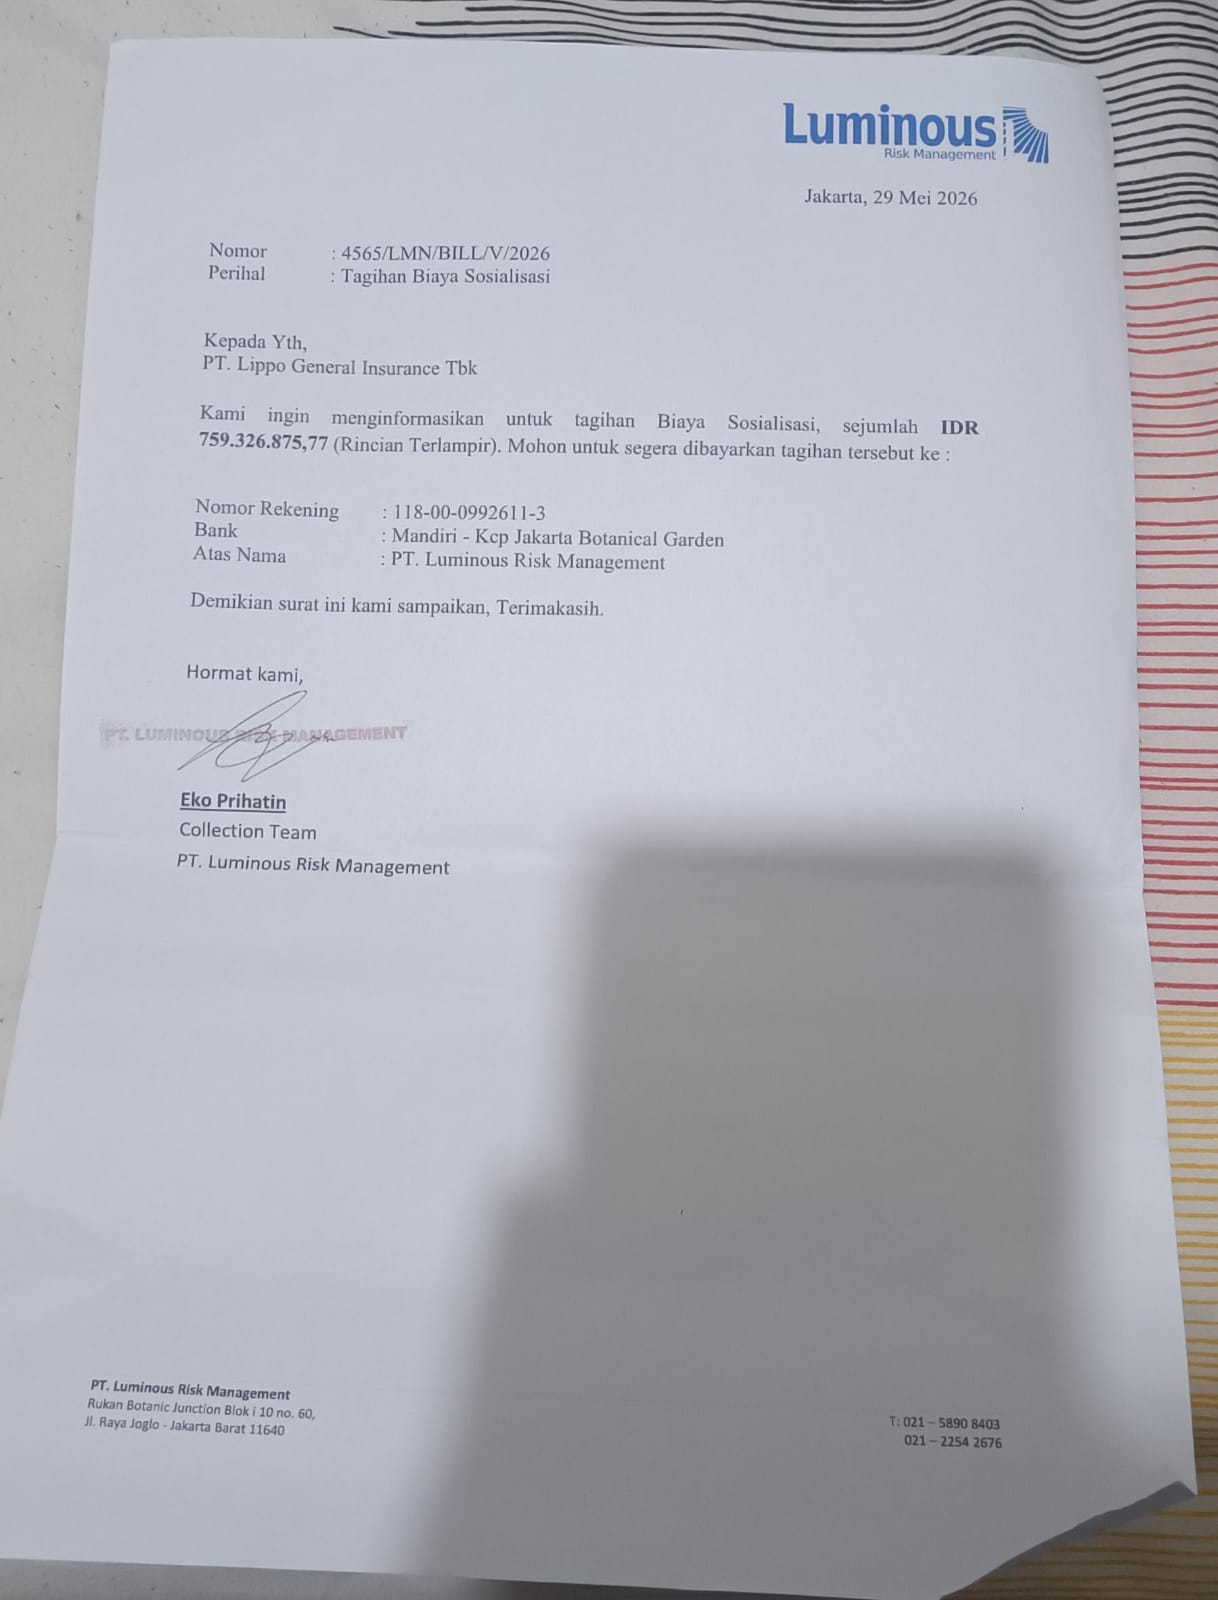 Luminous
Risk Management
Jakarta, 29 Mei 2026
Nomor : 4565/LMN/BILL/V/2026
Perihal : Tagihan Biaya Sosialisasi
Kepada Yth,
PT. Lippo General Insurance Tbk
Kami ingin menginformasikan untuk tagihan Biaya Sosialisasi, sejumlah IDR
759.326.875,77 (Rincian Terlampir). Mohon untuk segera dibayarkan tagihan tersebut ke :
Nomor Rekening : 118-00-0992611-3
Bank : Mandiri - Kcp Jakarta Botanical Garden
Atas Nama : PT. Luminous Risk Management
Demikian surat ini kami sampaikan, Terimakasih.
Hormat kami,
PT. LUMINOUS RISK MANAGEMENT
Eko Prihatin
Collection Team
PT. Luminous Risk Management
PT. Luminous Risk Management
Rukan Botanic Junction Blok i 10 no. 60,
Jl. Raya Joglo - Jakarta Barat 11640
T: 021 – 5890 8403
021 – 2254 2676